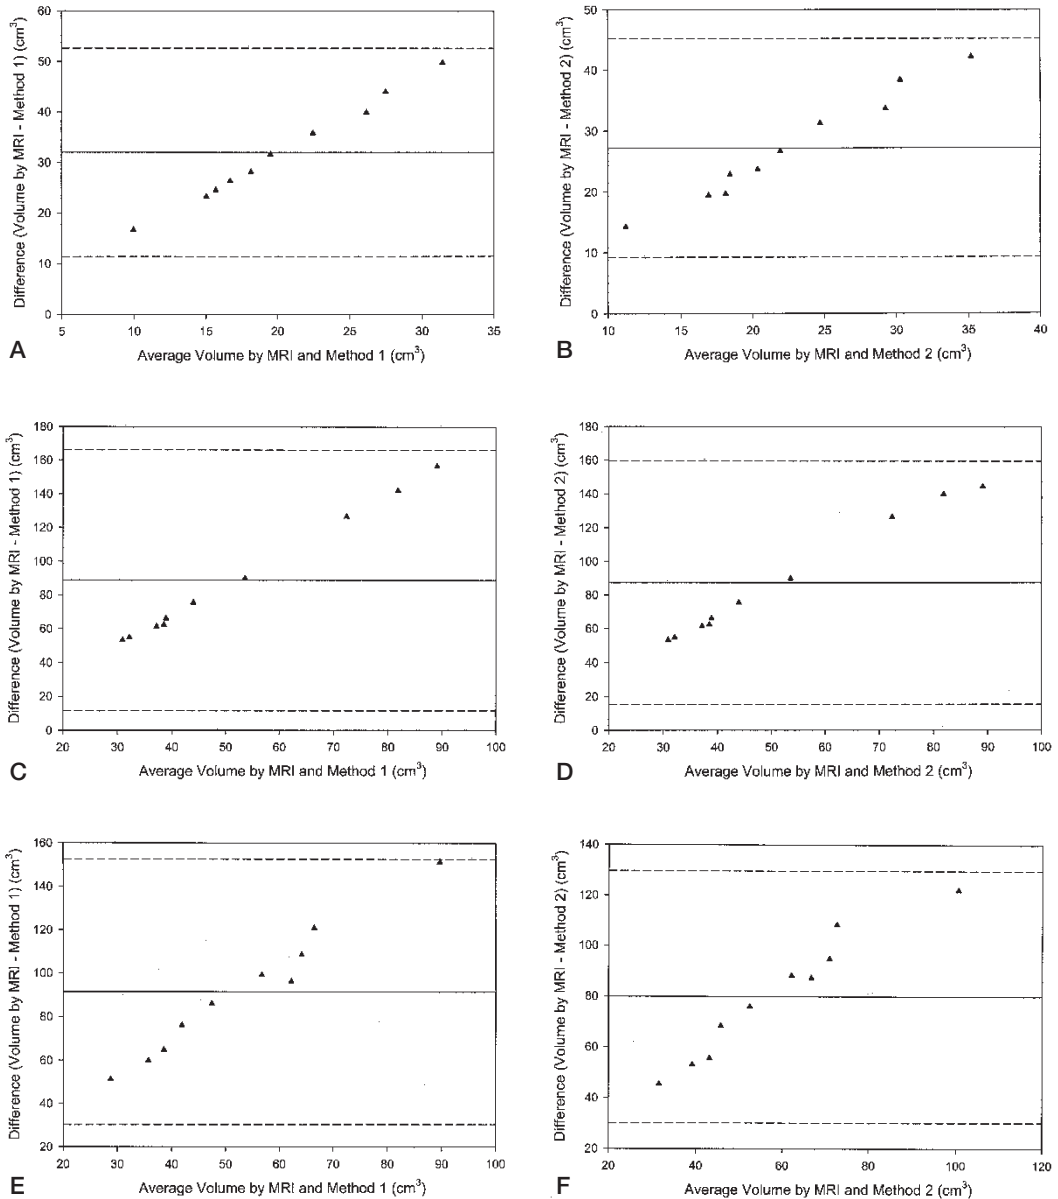 Difference (Volume by MRI - Method 1) (cm³)
60
50
40
30
20
10
0
5 10 15 20 25 30 35
A
Average Volume by MRI and Method 1 (cm³)
Difference (Volume by MRI - Method 2) (cm³)
50
40
30
20
10
0
10 15 20 25 30 35 40
B
Average Volume by MRI and Method 2 (cm³)
Difference (Volume by MRI - Method 1) (cm³)
180
160
140
120
100
80
60
40
20
0
20 30 40 50 60 70 80 90 100
C
Average Volume by MRI and Method 1 (cm³)
Difference (Volume by MRI - Method 2) (cm³)
180
160
140
120
100
80
60
40
20
0
20 30 40 50 60 70 80 90 100
D
Average Volume by MRI and Method 2 (cm³)
Difference (Volume by MRI - Method 1) (cm³)
160
140
120
100
80
60
40
20
20 30 40 50 60 70 80 90 100
E
Average Volume by MRI and Method 1 (cm³)
Difference (Volume by MRI - Method 2) (cm³)
140
120
100
80
60
40
20
20 40 60 80 100 120
F
Average Volume by MRI and Method 2 (cm³)